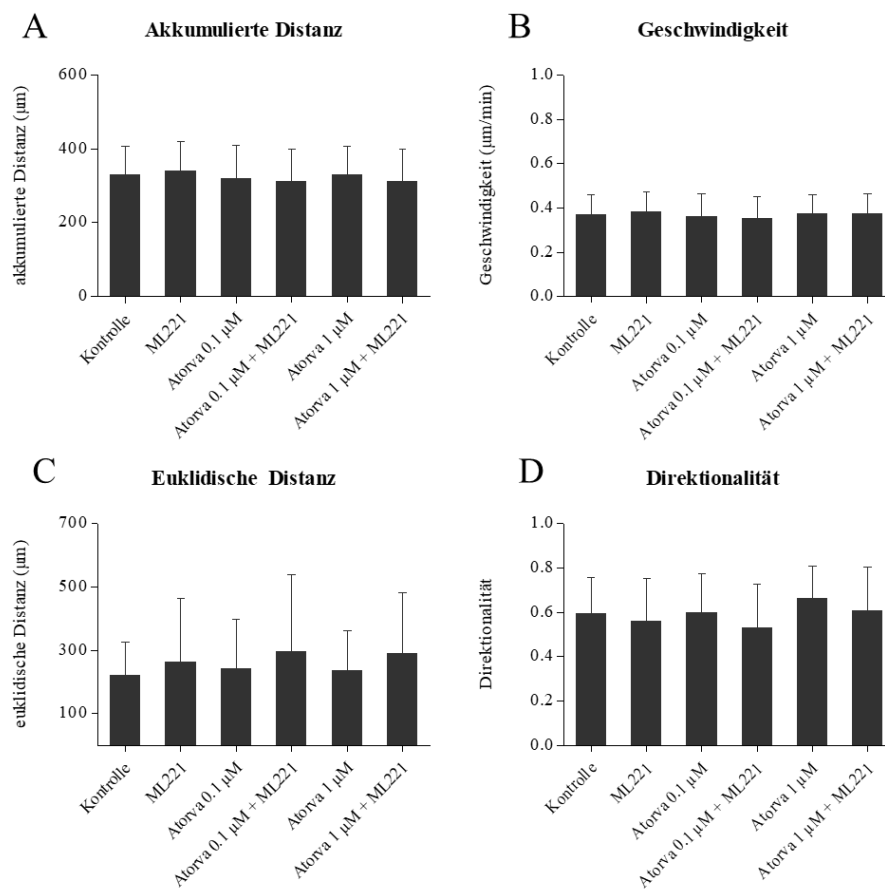 A
Akkumulierte Distanz
akkumulierte Distanz (µm)
600
400
200
0
Kontrolle
ML221
Atorva 0.1 µM
Atorva 0.1 µM + ML221
Atorva 1 µM
Atorva 1 µM + ML221
B
Geschwindigkeit
Geschwindigkeit (µm/min)
1.0
0.8
0.6
0.4
0.2
0.0
Kontrolle
ML221
Atorva 0.1 µM
Atorva 0.1 µM + ML221
Atorva 1 µM
Atorva 1 µM + ML221
C
Euklidische Distanz
euklidische Distanz (µm)
700
500
300
100
Kontrolle
ML221
Atorva 0.1 µM
Atorva 0.1 µM + ML221
Atorva 1 µM
Atorva 1 µM + ML221
D
Direktionalität
Direktionalität
1.0
0.8
0.6
0.4
0.2
0.0
Kontrolle
ML221
Atorva 0.1 µM
Atorva 0.1 µM + ML221
Atorva 1 µM
Atorva 1 µM + ML221